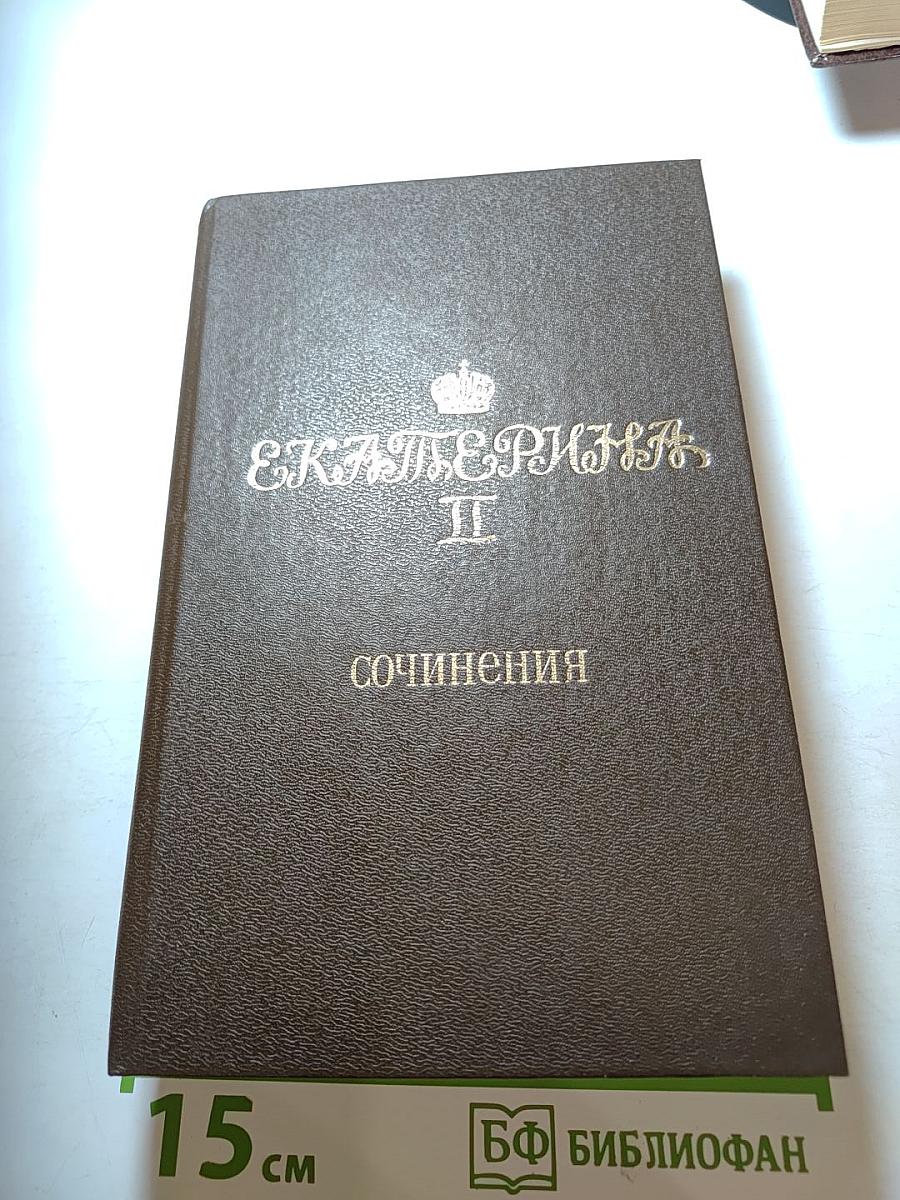 ЕКАТЕРИНА
II
СОЧИНЕНИЯ
15 см
БФ БИБЛИОФАН